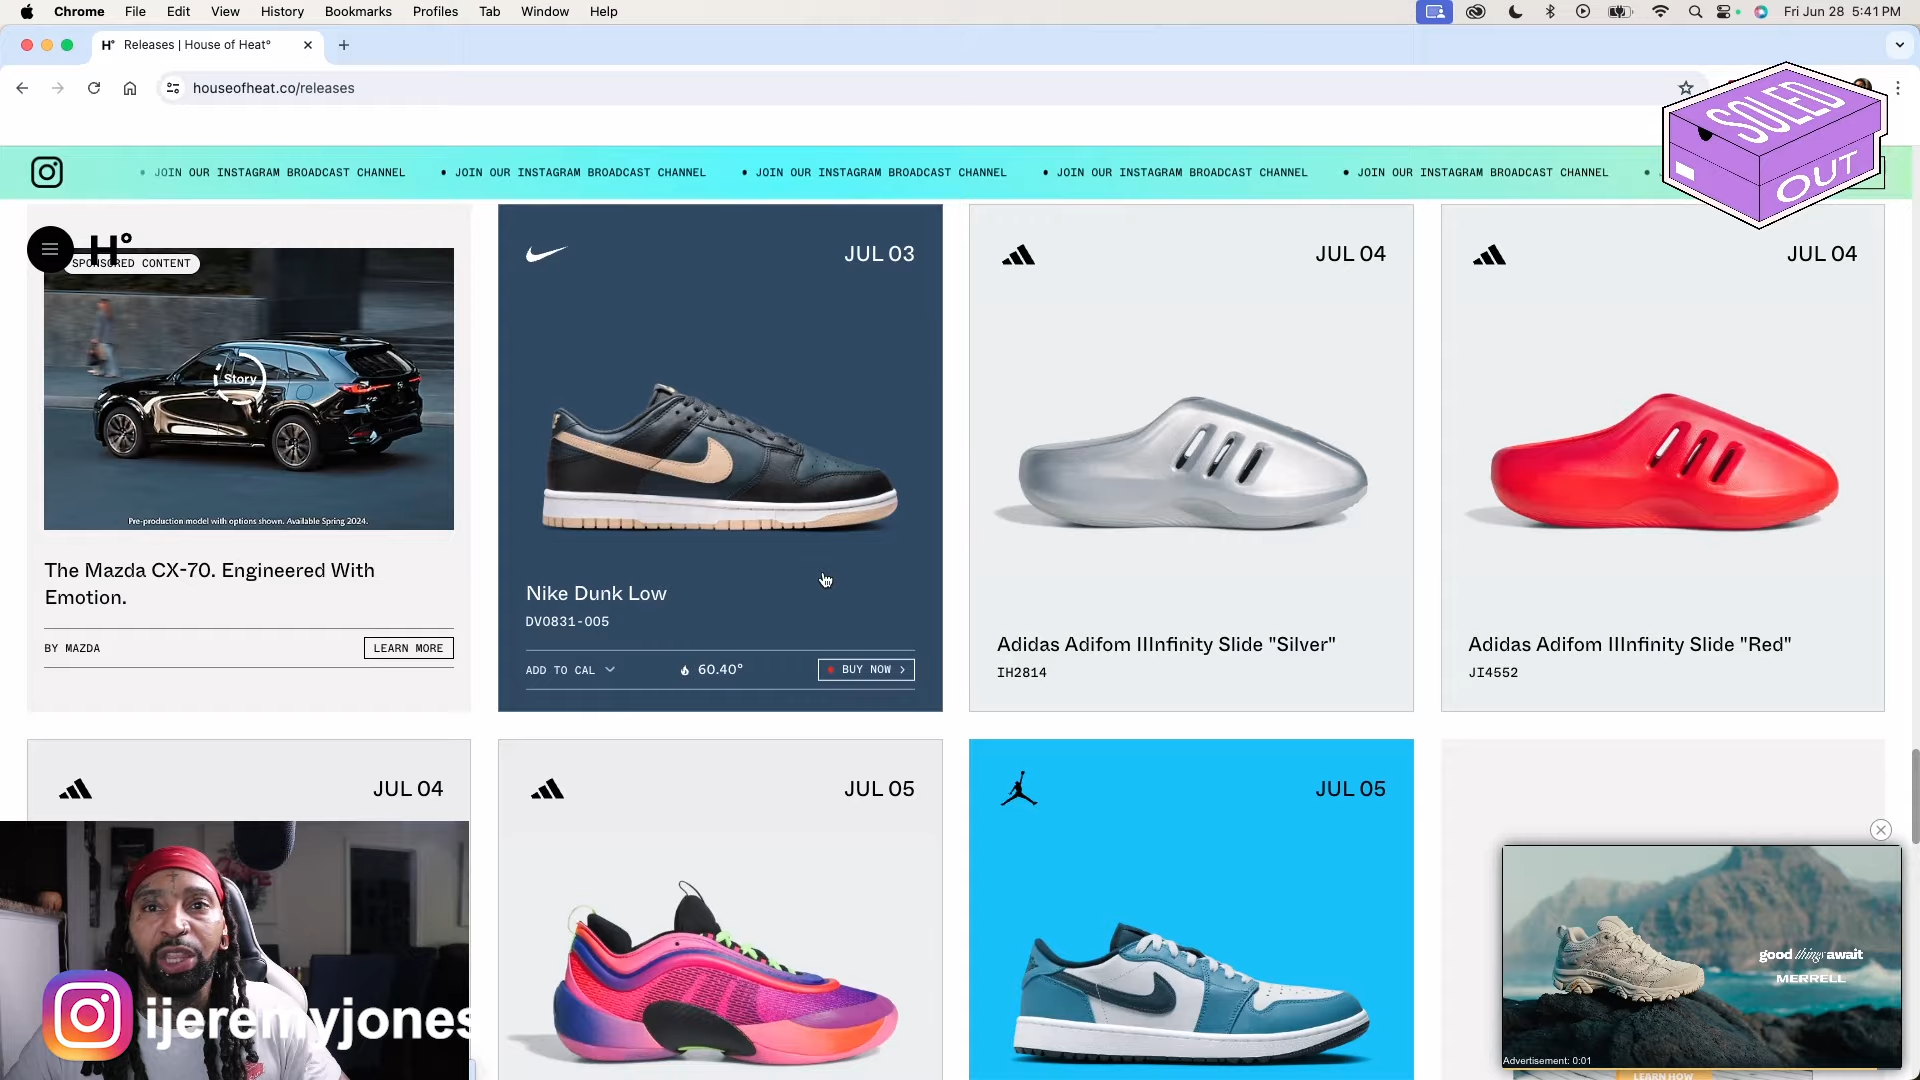 Chrome File Edit View History Bookmarks Profiles Tab Window Help Fri Jun 28 5:41 PM
H° Releases | House of Heat°
houseofheat.co/releases
SOLED
OUT
• JOIN OUR INSTAGRAM BROADCAST CHANNEL • JOIN OUR INSTAGRAM BROADCAST CHANNEL • JOIN OUR INSTAGRAM BROADCAST CHANNEL • JOIN OUR INSTAGRAM BROADCAST CHANNEL • JOIN OUR INSTAGRAM BROADCAST CHANNEL •
H°
SPONSORED CONTENT
Story
Pre-production model with options shown. Available Spring 2024.
The Mazda CX-70. Engineered With
Emotion.
BY MAZDA LEARN MORE
JUL 03
Nike Dunk Low
DV0831-005
ADD TO CAL 60.40° BUY NOW >
JUL 04
Adidas Adifom IIInfinity Slide "Silver"
IH2814
JUL 04
Adidas Adifom IIInfinity Slide "Red"
JI4552
JUL 04
JUL 05
JUL 05
ijeremyjones
good things await
MERRELL
Advertisement: 0:01
LEARN HOW